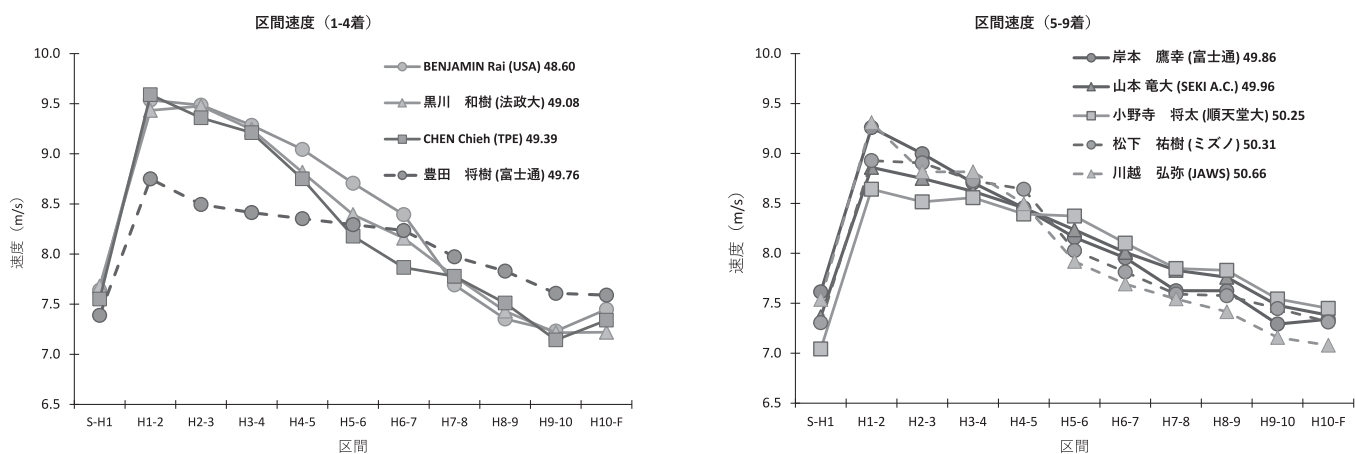 区間速度（1-4着）
10.0
9.5
9.0
8.5
8.0
7.5
7.0
6.5
速度（m/s）
BENJAMIN Rai (USA) 48.60
黒川　和樹 (法政大) 49.08
CHEN Chieh (TPE) 49.39
豊田　将樹 (富士通) 49.76
S-H1 H1-2 H2-3 H3-4 H4-5 H5-6 H6-7 H7-8 H8-9 H9-10 H10-F
区間
区間速度（5-9着）
10.0
9.5
9.0
8.5
8.0
7.5
7.0
6.5
速度（m/s）
岸本　鷹幸 (富士通) 49.86
山本 竜大 (SEKI A.C.) 49.96
小野寺　将太 (順天堂大) 50.25
松下　祐樹 (ミズノ) 50.31
川越　弘弥 (JAWS) 50.66
S-H1 H1-2 H2-3 H3-4 H4-5 H5-6 H6-7 H7-8 H8-9 H9-10 H10-F
区間